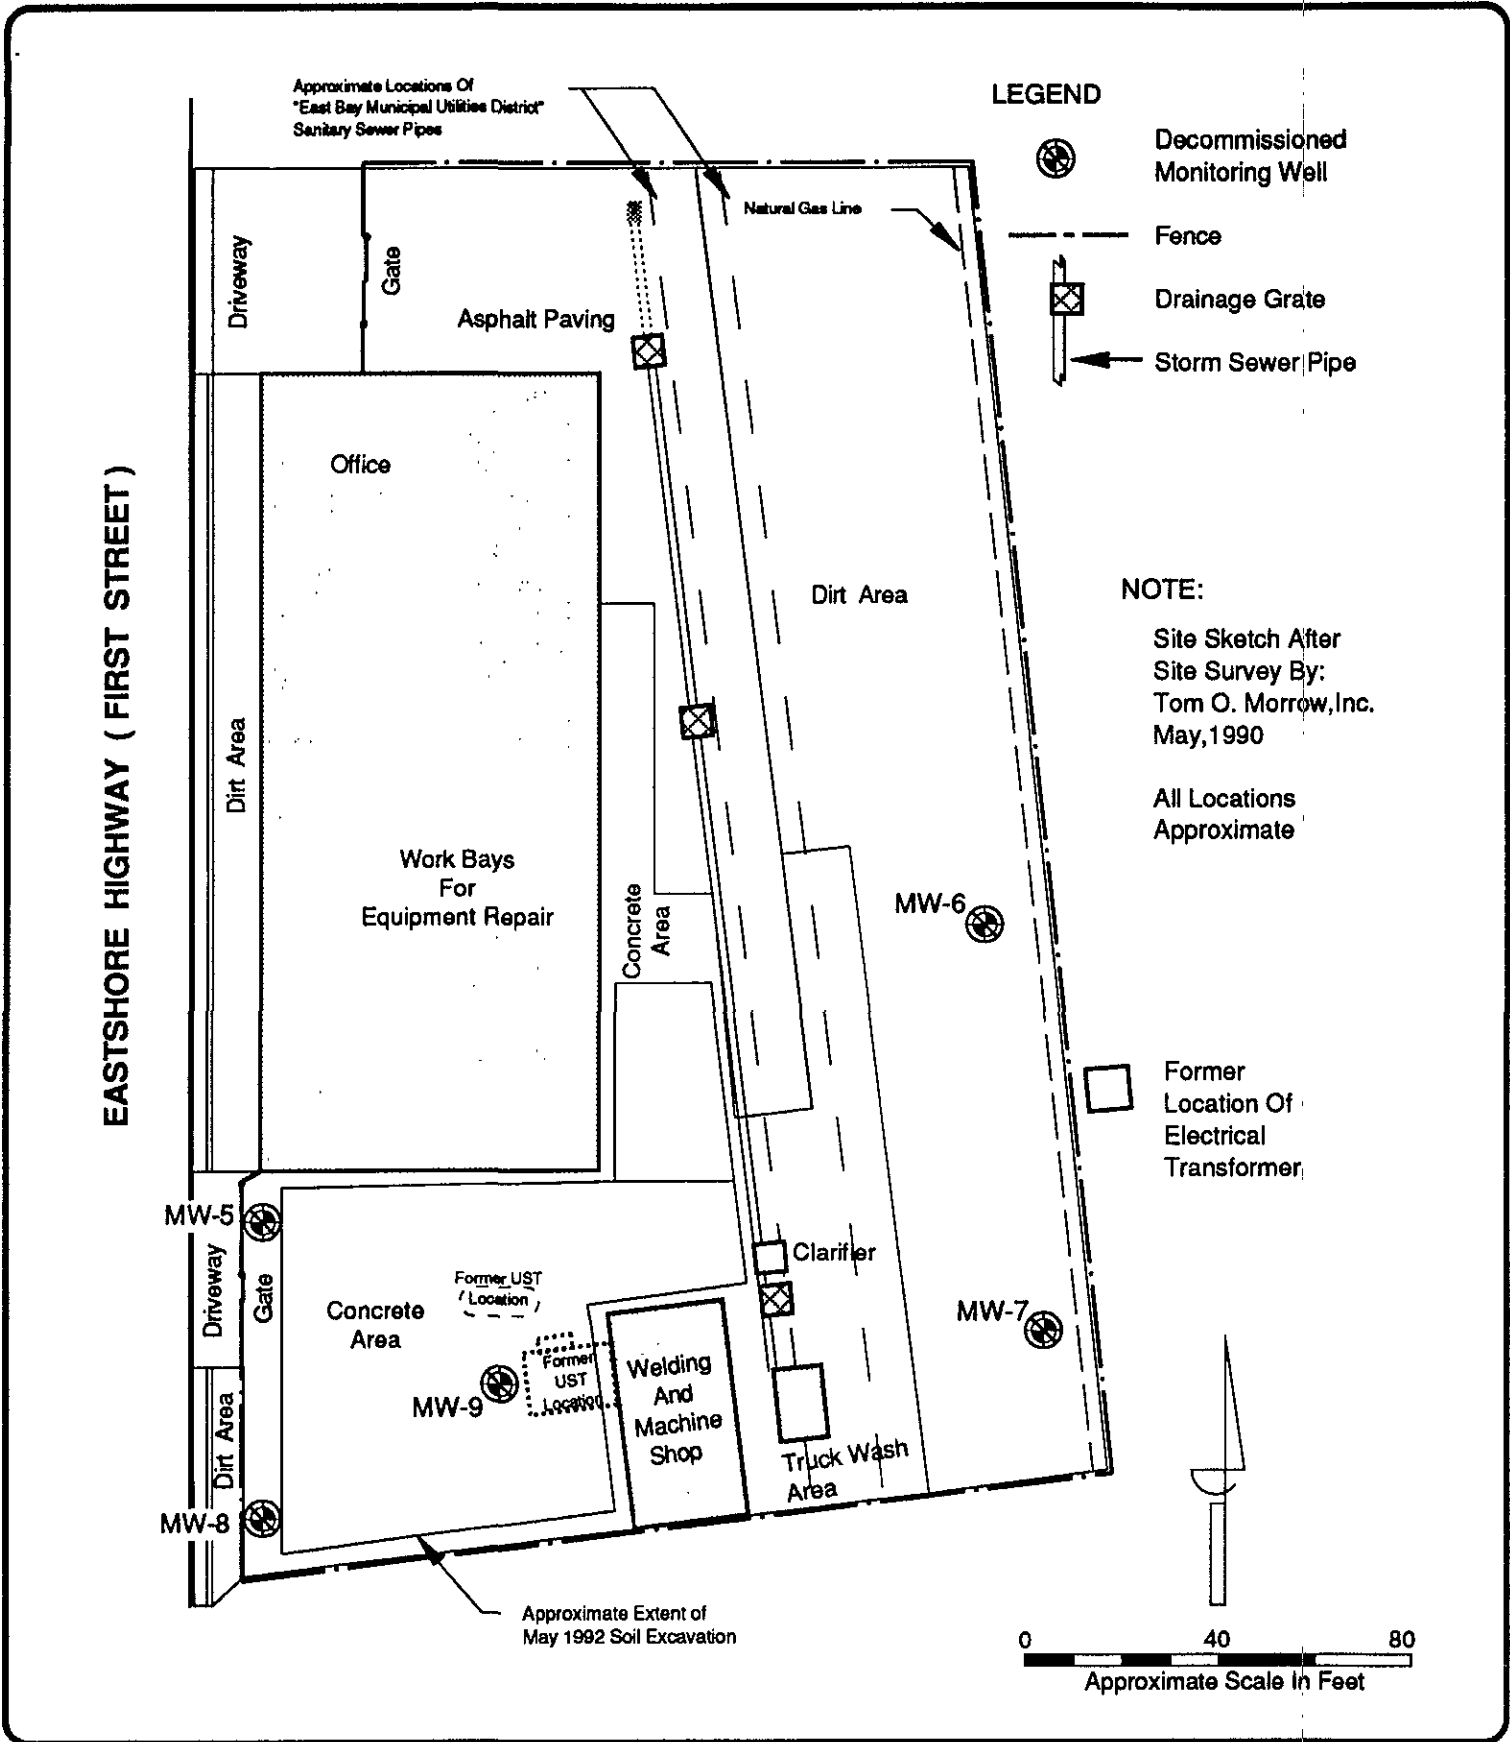 Approximate Locations Of
"East Bay Municipal Utilities District"
Sanitary Sewer Pipes
LEGEND
Decommissioned
Monitoring Well
Fence
Drainage Grate
Storm Sewer Pipe
Natural Gas Line
Driveway
Gate
Asphalt Paving
Office
EASTSHORE HIGHWAY ( FIRST STREET )
Dirt Area
Dirt Area
NOTE:
Site Sketch After
Site Survey By:
Tom O. Morrow,Inc.
May,1990
All Locations
Approximate
Work Bays
For
Equipment Repair
Concrete
Area
MW-6
Former
Location Of
Electrical
Transformer
MW-5
Driveway
Gate
Clarifier
Former UST
Location
Concrete
Area
MW-7
Former
UST
Location
MW-9
Welding
And
Machine
Shop
Dirt Area
Truck Wash
Area
MW-8
Approximate Extent of
May 1992 Soil Excavation
0 40 80
Approximate Scale In Feet